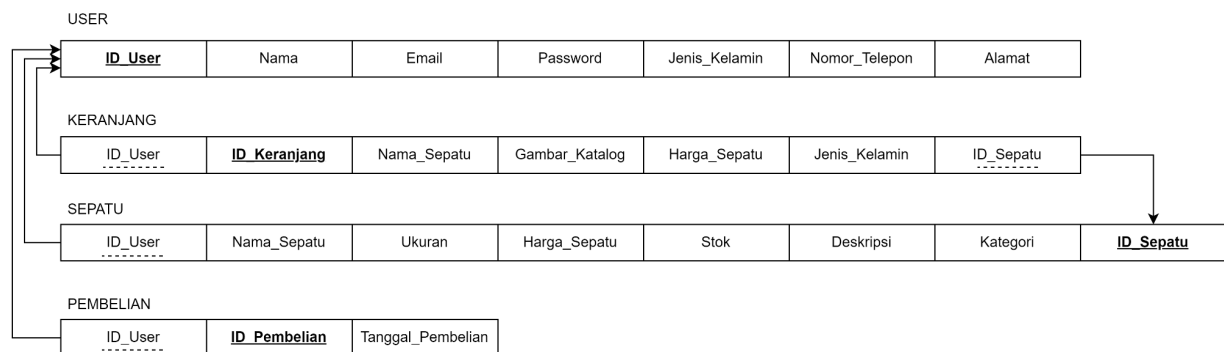 USER
ID_User Nama Email Password Jenis_Kelamin Nomor_Telepon Alamat
KERANJANG
ID_User ID_Keranjang Nama_Sepatu Gambar_Katalog Harga_Sepatu Jenis_Kelamin ID_Sepatu
SEPATU
ID_User Nama_Sepatu Ukuran Harga_Sepatu Stok Deskripsi Kategori ID_Sepatu
PEMBELIAN
ID_User ID_Pembelian Tanggal_Pembelian